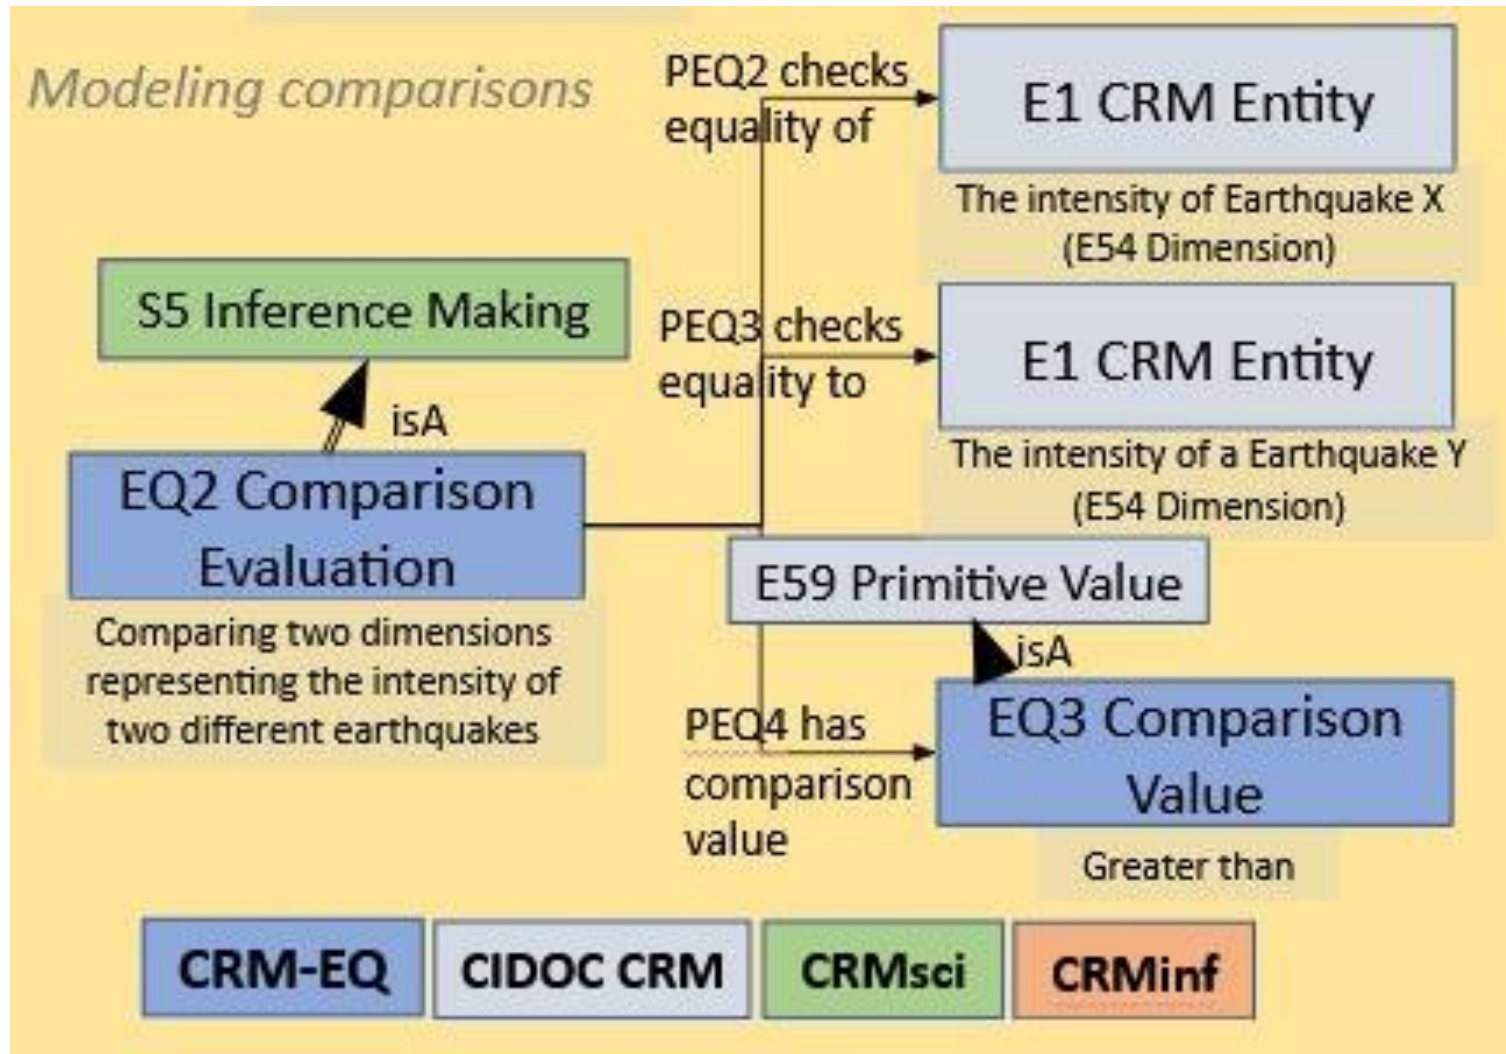 Modeling comparisons
PEQ2 checks
equality of
E1 CRM Entity
The intensity of Earthquake X
(E54 Dimension)
S5 Inference Making
PEQ3 checks
equality to
E1 CRM Entity
The intensity of a Earthquake Y
(E54 Dimension)
isA
EQ2 Comparison
Evaluation
Comparing two dimensions
representing the intensity of
two different earthquakes
E59 Primitive Value
isA
PEQ4 has
comparison
value
EQ3 Comparison
Value
Greater than
CRM-EQ
CIDOC CRM
CRMsci
CRMinf